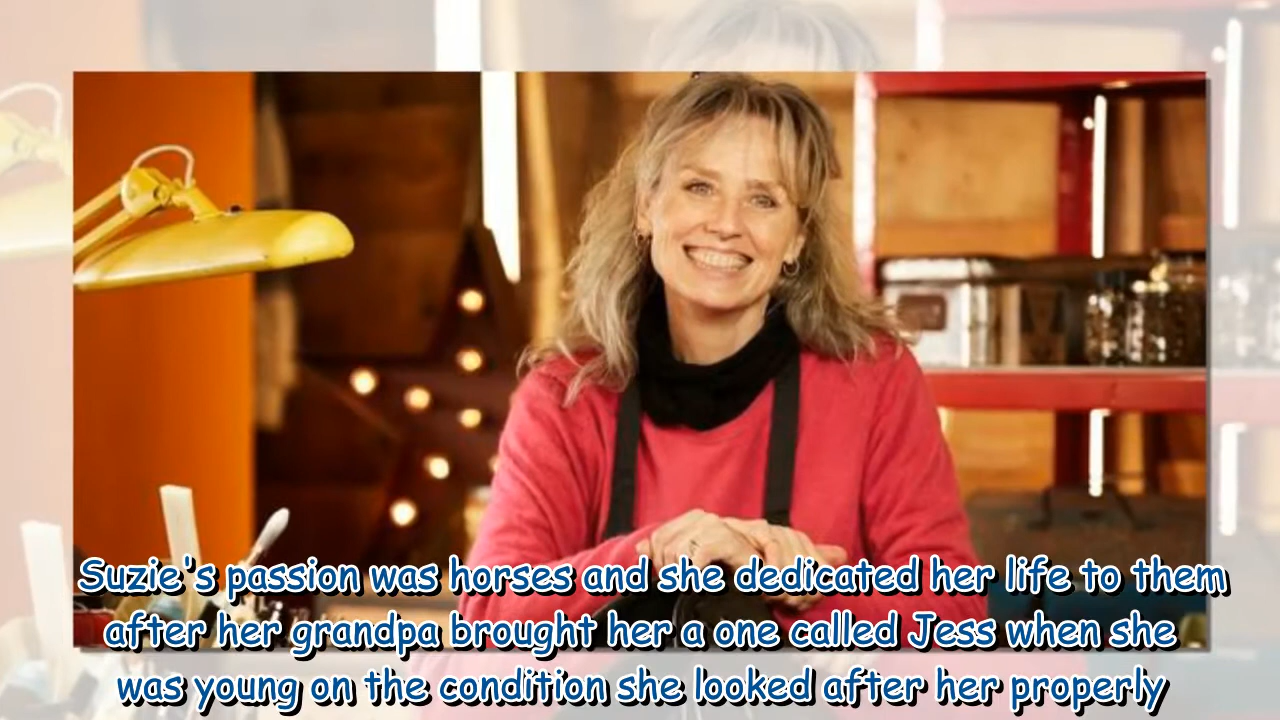 Suzie's passion was horses and she dedicated her life to them
after her grandpa brought her a one called Jess when she
was young on the condition she looked after her properly